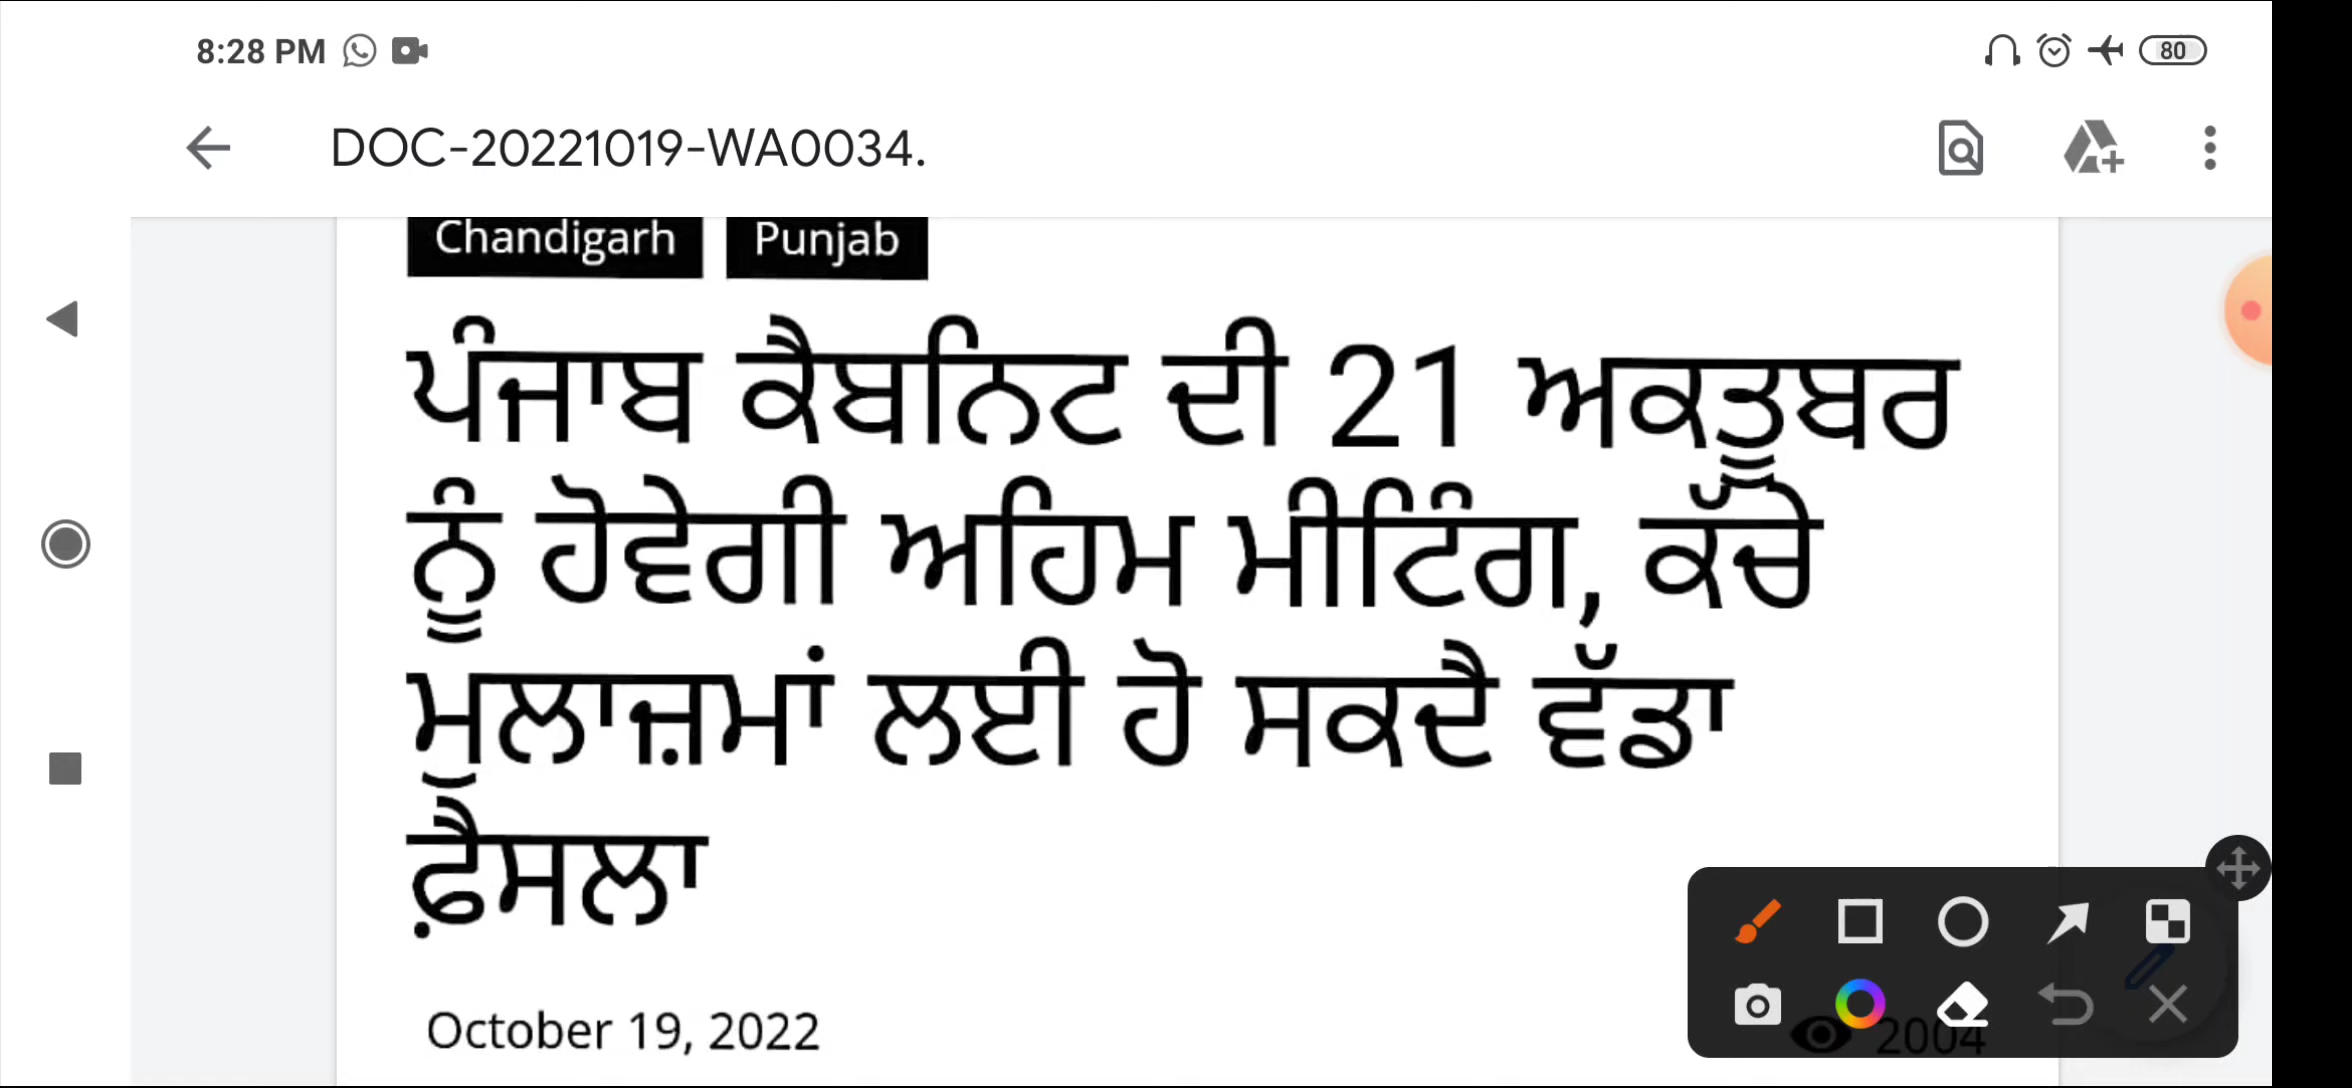 8:28 PM 80
DOC-20221019-WA0034.
Chandigarh Punjab
ਪੰਜਾਬ ਕੈਬਨਿਟ ਦੀ 21 ਅਕਤੂਬਰ
ਨੂੰ ਹੋਵੇਗੀ ਅਹਿਮ ਮੀਟਿੰਗ, ਕੱਚੇ
ਮੁਲਾਜ਼ਮਾਂ ਲਈ ਹੋ ਸਕਦੈ ਵੱਡਾ
ਫ਼ੈਸਲਾ
October 19, 2022 2004